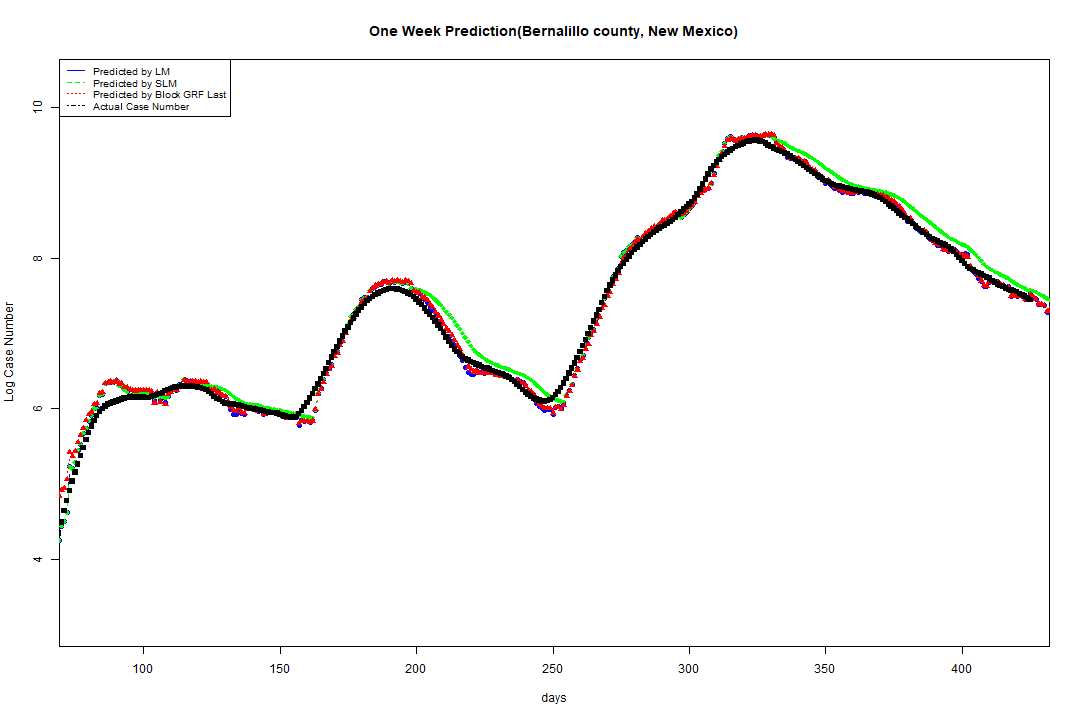 One Week Prediction(Bernalillo county, New Mexico)
Predicted by LM
Predicted by SLM
Predicted by Block GRF Last
Actual Case Number
10
8
6
4
Log Case Number
100 150 200 250 300 350 400
days